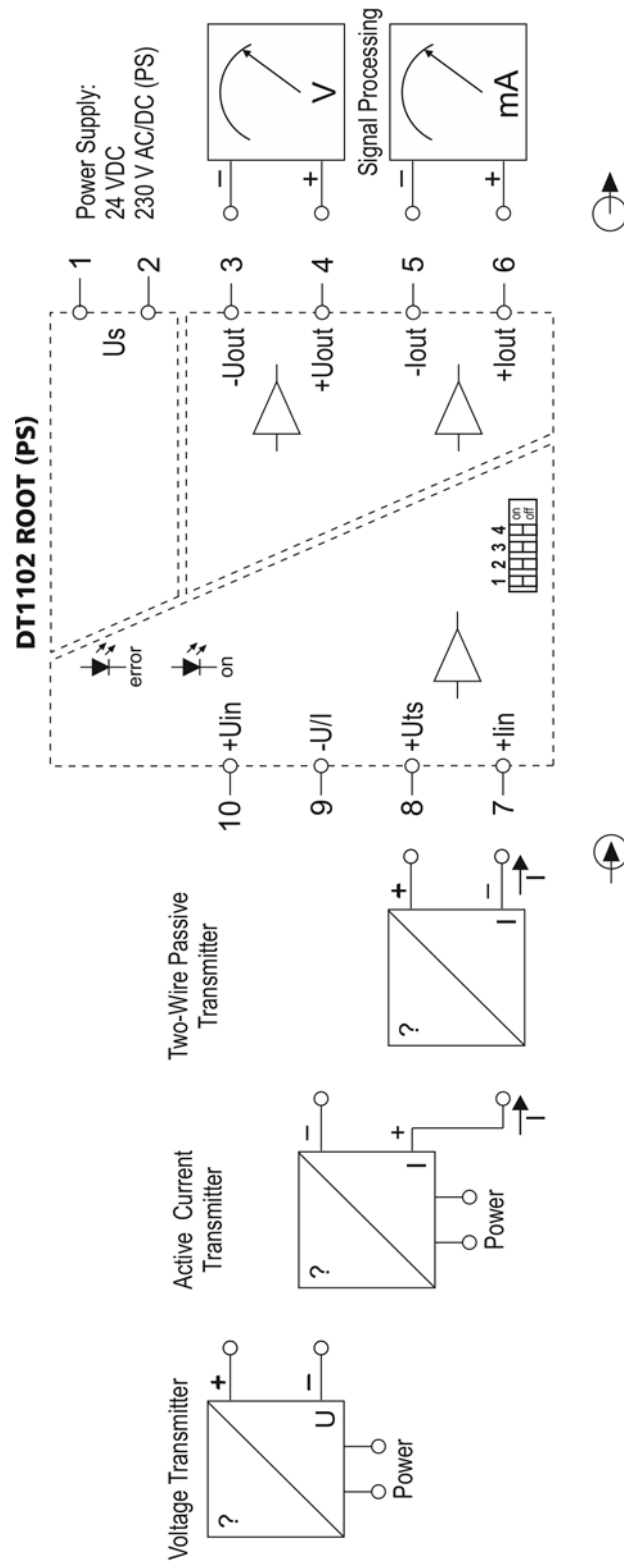 DT1102 ROOT (PS)
Voltage Transmitter
?
U
+
–
Power
Active Current
Transmitter
?
I
–
+
I
Power
Two-Wire Passive
Transmitter
?
I
+
–
I
10
+Uin
9
-U/I
8
+Uts
7
+Iin
error
on
1 2 3 4
on
off
Us
1
2
-Uout
3
+Uout
4
-Iout
5
+Iout
6
Power Supply:
24 VDC
230 V AC/DC (PS)
–
+
V
Signal Processing
–
+
mA